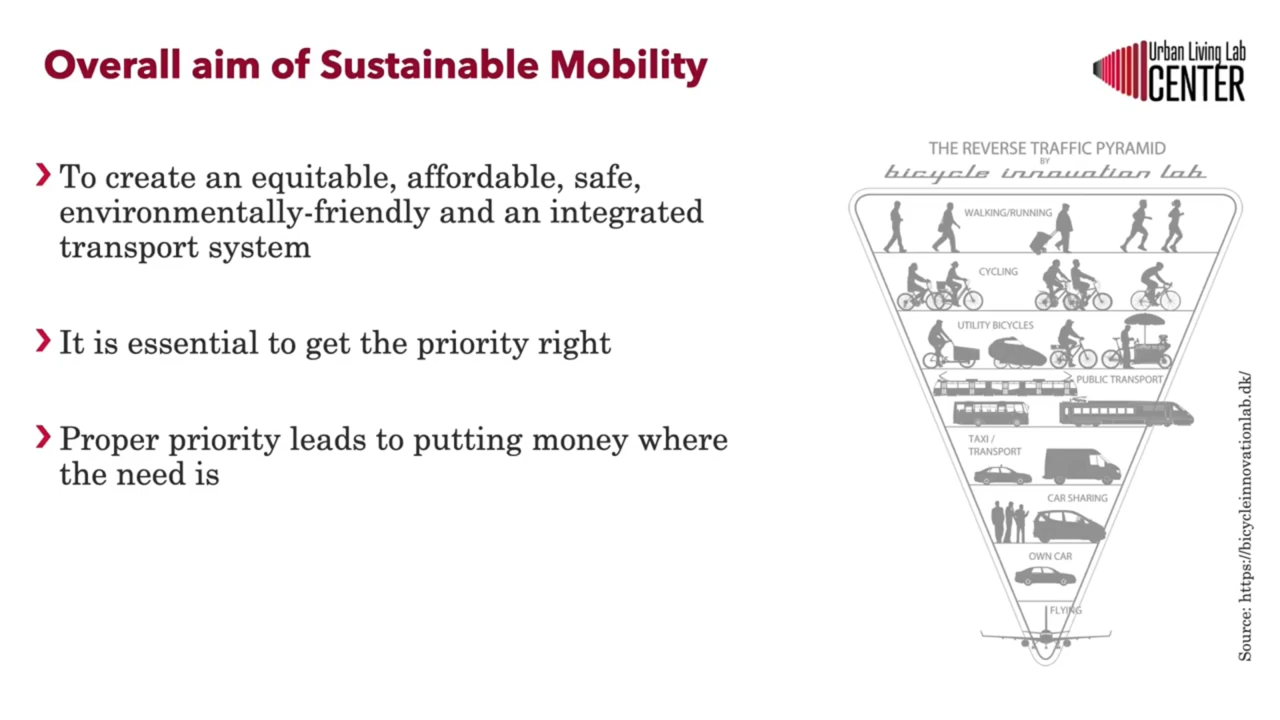 Overall aim of Sustainable Mobility
Urban Living Lab
CENTER
To create an equitable, affordable, safe,
environmentally-friendly and an integrated
transport system
It is essential to get the priority right
Proper priority leads to putting money where
the need is
THE REVERSE TRAFFIC PYRAMID
BY
bicycle innovation lab
WALKING/RUNNING
CYCLING
UTILITY BICYCLES
PUBLIC TRANSPORT
TAXI /
TRANSPORT
CAR SHARING
OWN CAR
FLYING
Source: https://bicycleinnovationlab.dk/